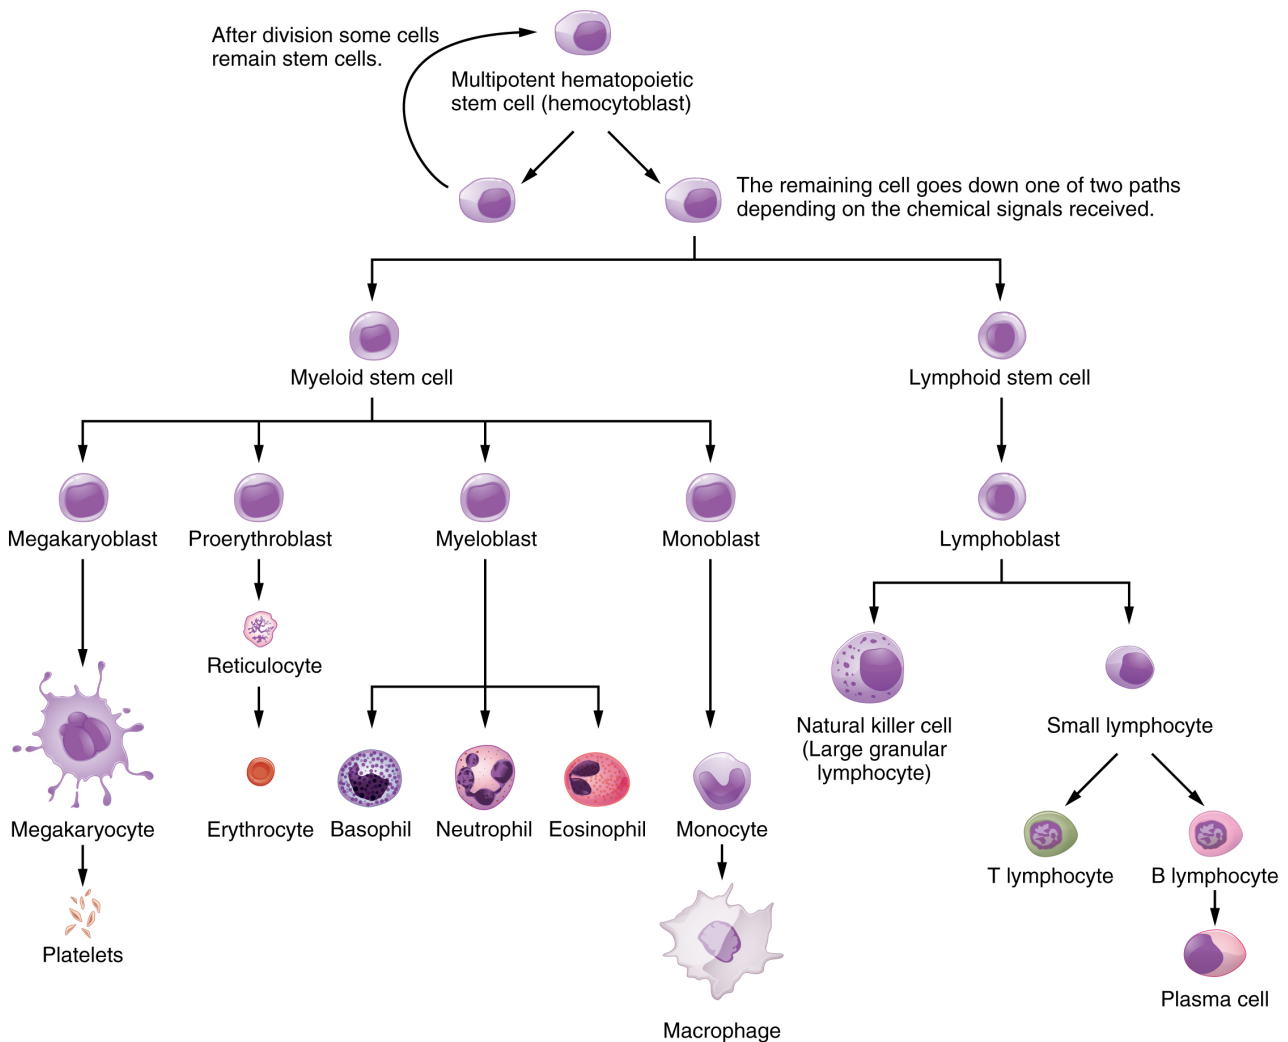 After division some cells
remain stem cells.
Multipotent hematopoietic
stem cell (hemocytoblast)
The remaining cell goes down one of two paths
depending on the chemical signals received.
Myeloid stem cell
Lymphoid stem cell
Megakaryoblast
Proerythroblast
Myeloblast
Monoblast
Lymphoblast
Reticulocyte
Natural killer cell
(Large granular
lymphocyte)
Small lymphocyte
Megakaryocyte
Erythrocyte
Basophil
Neutrophil
Eosinophil
Monocyte
T lymphocyte
B lymphocyte
Platelets
Plasma cell
Macrophage